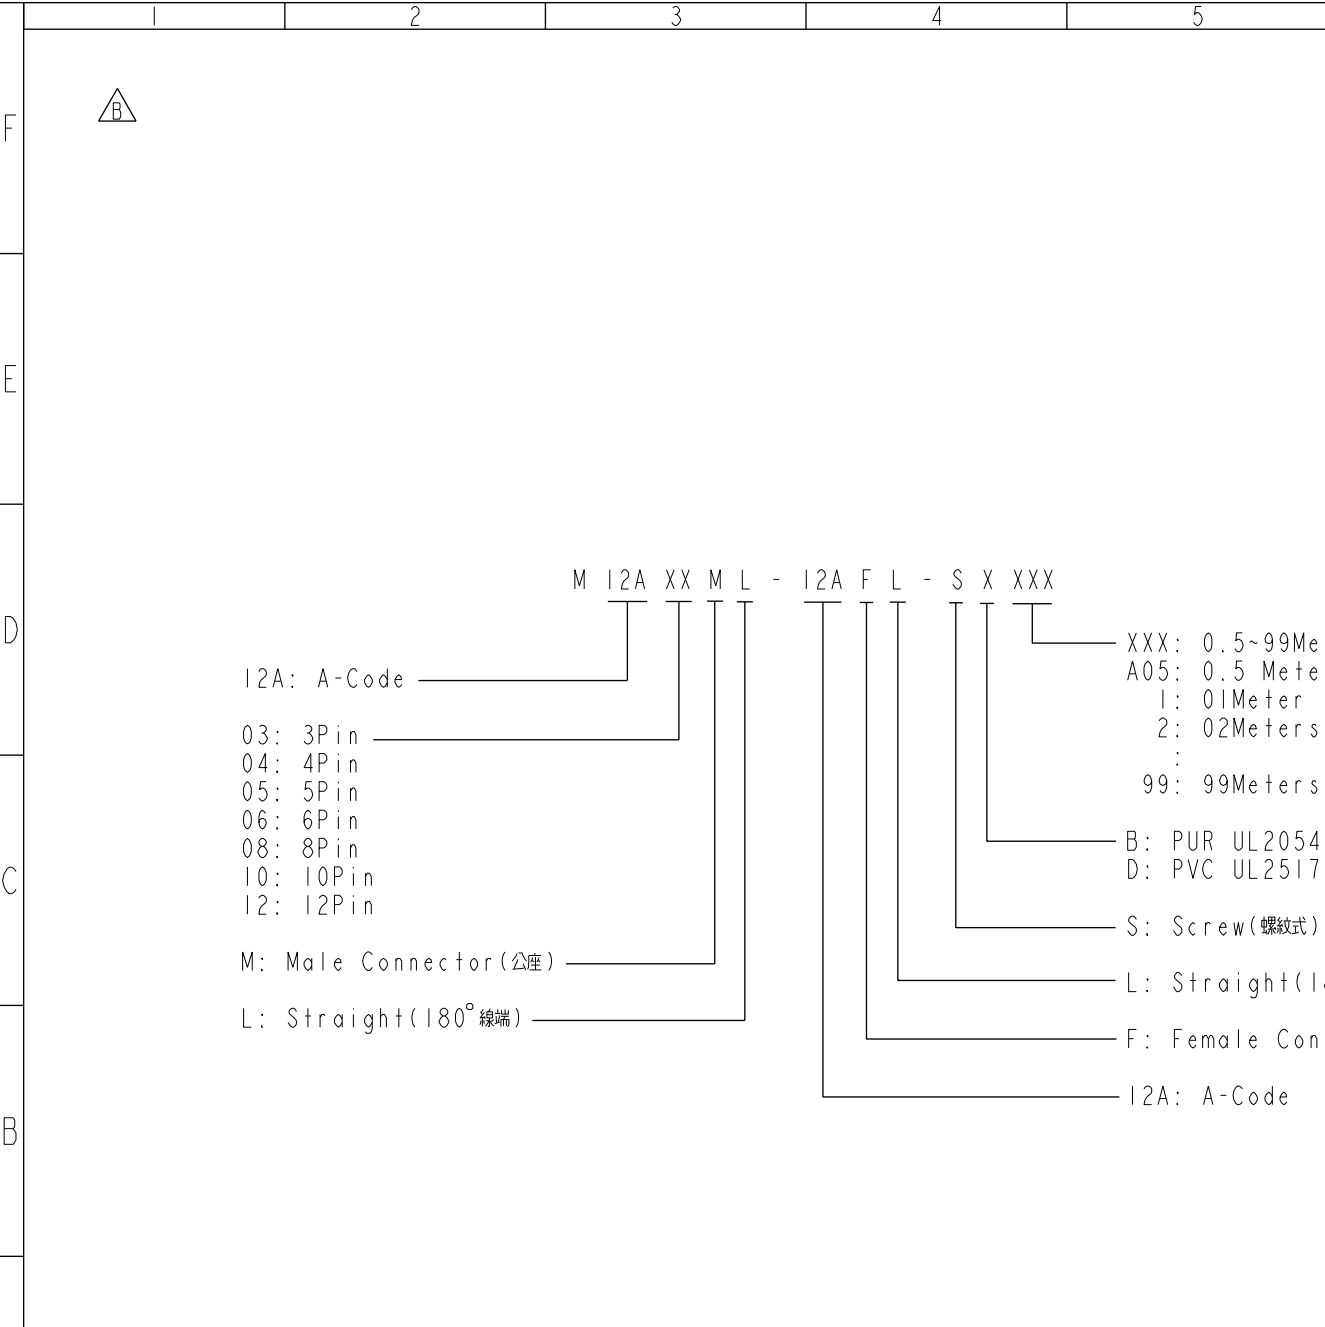 1 2 3 4 5
F
B
E
D
C
B
M 12A XX M L - 12A F L - S X XXX
12A: A-Code
03: 3Pin
04: 4Pin
05: 5Pin
06: 6Pin
08: 8Pin
10: 10Pin
12: 12Pin
M: Male Connector(公座)
L: Straight(180°線端)
XXX: 0.5~99Me
A05: 0.5 Mete
1: 01Meter
2: 02Meters
:
99: 99Meters
B: PUR UL2054
D: PVC UL2517
S: Screw(螺紋式)
L: Straight(1
F: Female Con
12A: A-Code